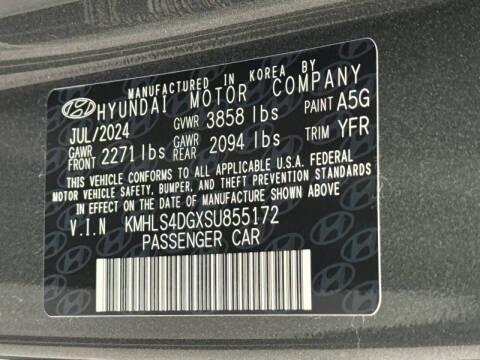 MANUFACTURED IN KOREA BY
HYUNDAI MOTOR COMPANY
JUL/2024 GVWR 3858 lbs PAINT A5G
GAWR FRONT 2271 lbs GAWR REAR 2094 lbs TRIM YFR
THIS VEHICLE CONFORMS TO ALL APPLICABLE U.S.A. FEDERAL
MOTOR VEHICLE SAFETY, BUMPER, AND THEFT PREVENTION STANDARDS
IN EFFECT ON THE DATE OF MANUFACTURE SHOWN ABOVE.
V.I.N KMHLS4DGXSU855172
PASSENGER CAR